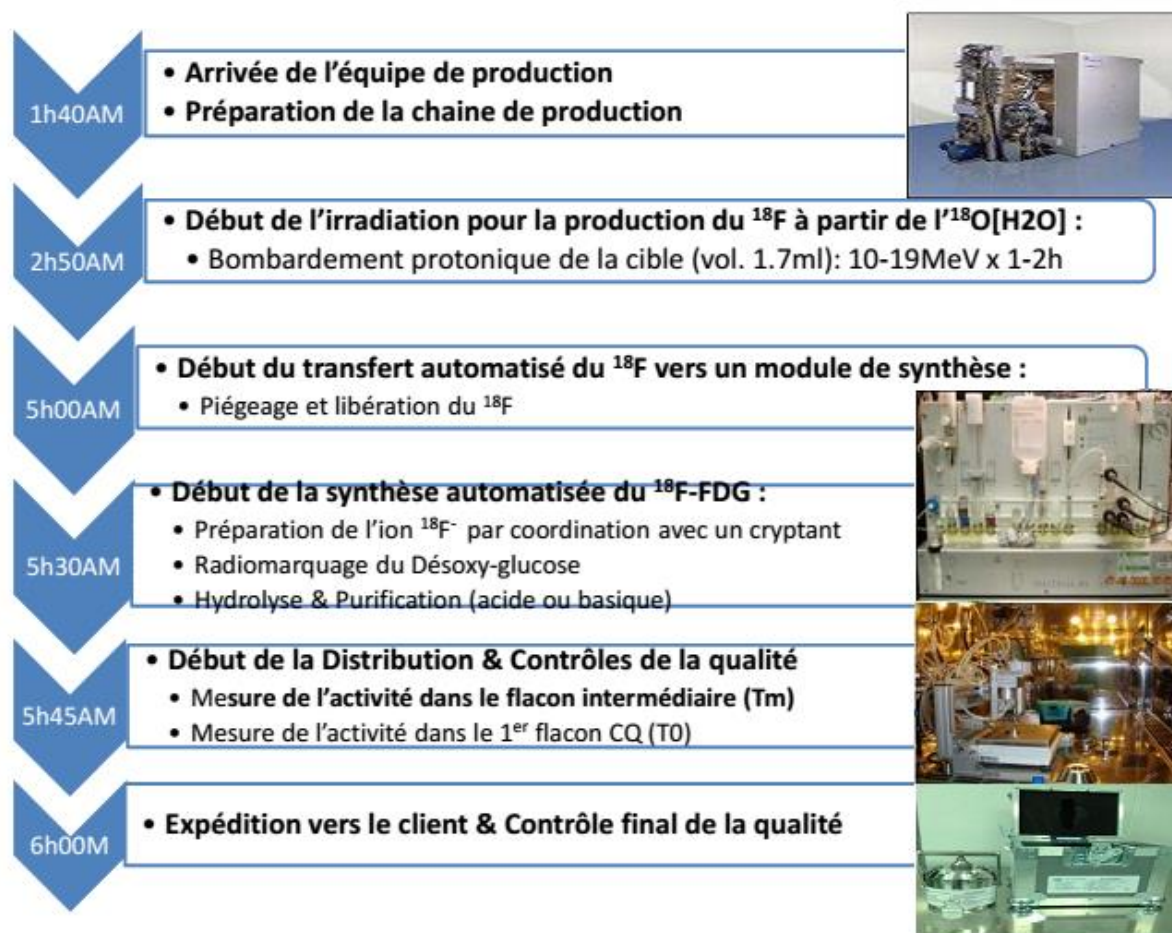 1h40AM
• Arrivée de l'équipe de production
• Préparation de la chaine de production
2h50AM
• Début de l'irradiation pour la production du ¹⁸F à partir de l'¹⁸O[H2O] :
• Bombardement protonique de la cible (vol. 1.7ml): 10-19MeV x 1-2h
5h00AM
• Début du transfert automatisé du ¹⁸F vers un module de synthèse :
• Piégeage et libération du ¹⁸F
5h30AM
• Début de la synthèse automatisée du ¹⁸F-FDG :
• Préparation de l'ion ¹⁸F⁻ par coordination avec un cryptant
• Radiomarquage du Désoxy-glucose
• Hydrolyse & Purification (acide ou basique)
5h45AM
• Début de la Distribution & Contrôles de la qualité
• Mesure de l'activité dans le flacon intermédiaire (Tm)
• Mesure de l'activité dans le 1ᵉʳ flacon CQ (T0)
6h00M
• Expédition vers le client & Contrôle final de la qualité